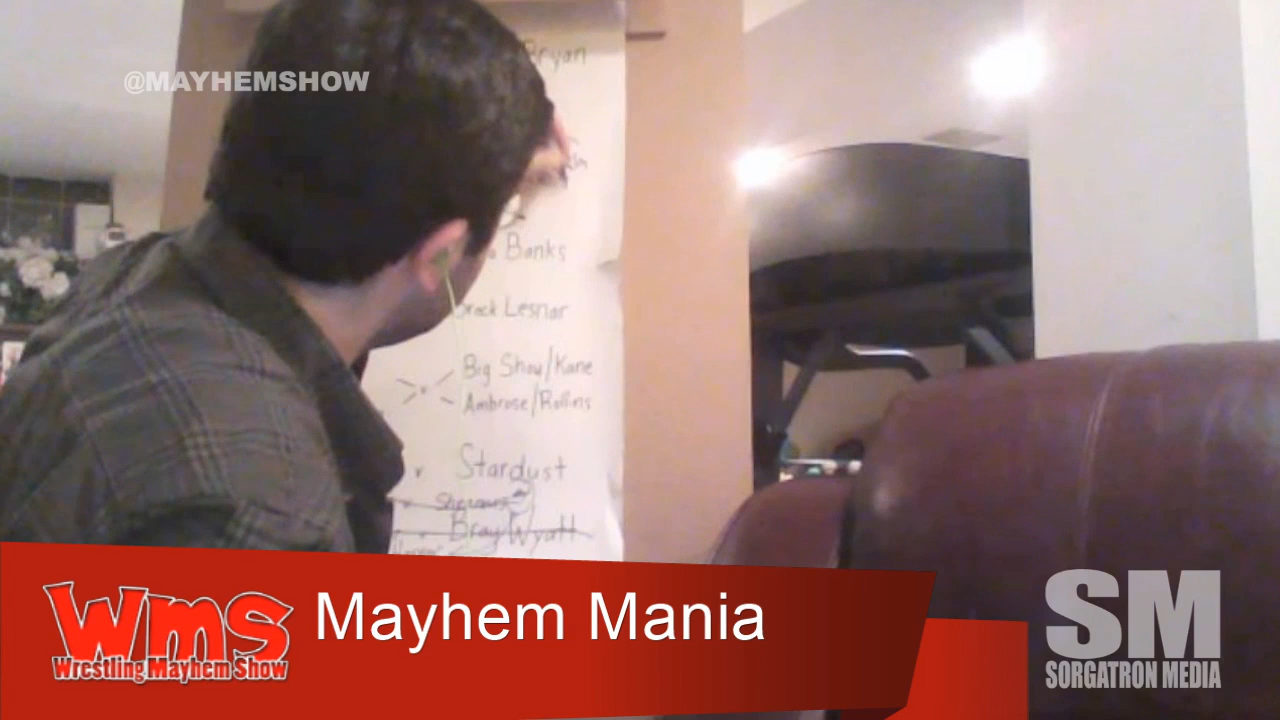 @MAYHEMSHOW
Bryan
Banks
Brock Lesnar
Big Show/Kane
Ambrose/Rollins
v Stardust
Bray Wyatt
Wms
Wrestling Mayhem Show
Mayhem Mania
SM
SORGATRON MEDIA